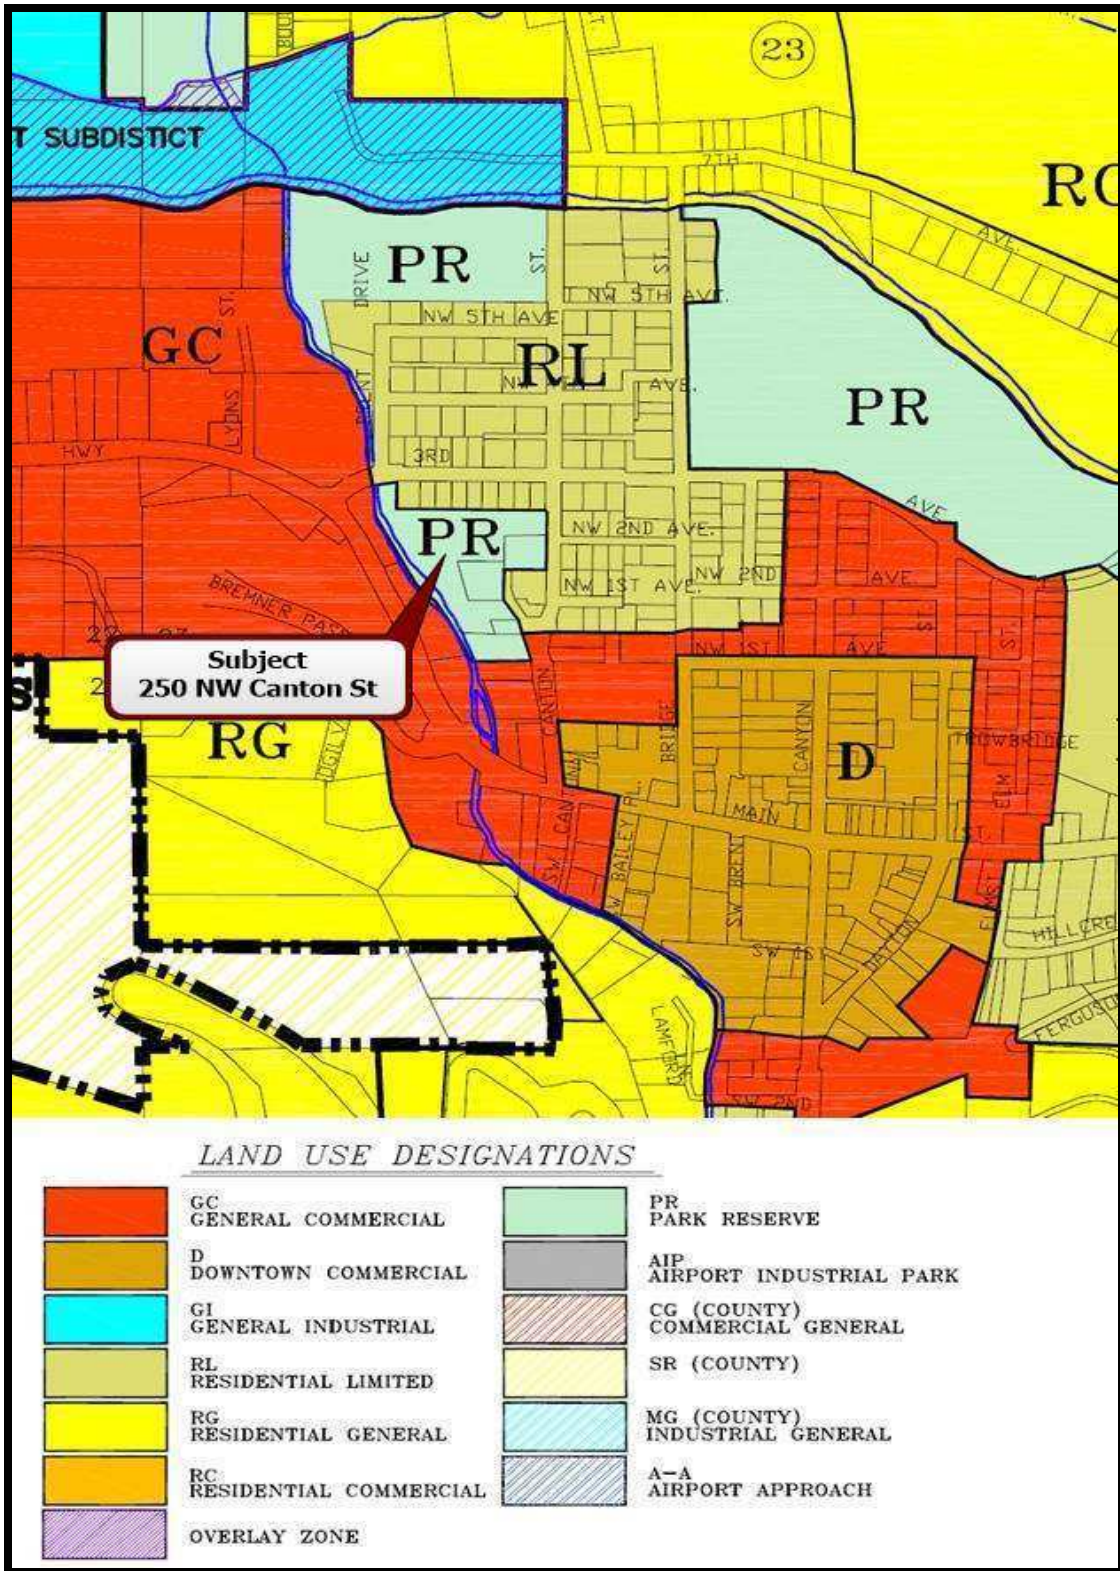 23
T SUBDISTICT
7TH
AVE.
PR
DRIVE
ST.
ST.
NW 5TH AVE.
NW 5TH AVE
GC
ST.
RL
AVE.
PR
LYONS
HWY
3RD
AVE
PR
NW 2ND AVE.
NW 1ST AVE.
NW 2ND
AVE.
BREMNER
ST.
ST.
Subject
250 NW Canton St
NW 1ST
AVE
CANTON
RG
BRIDGE
CANYON
TROWBRIDGE
D
ELM
MAIN
ST.
SW CAN
BAILEY PL.
SW BREN
DAYTON
SW 1ST
HILLCRE
FERGUSO
LAMFORD
SW 2ND
LAND USE DESIGNATIONS
GC
GENERAL COMMERCIAL
D
DOWNTOWN COMMERCIAL
GI
GENERAL INDUSTRIAL
RL
RESIDENTIAL LIMITED
RG
RESIDENTIAL GENERAL
RC
RESIDENTIAL COMMERCIAL
OVERLAY ZONE
PR
PARK RESERVE
AIP
AIRPORT INDUSTRIAL PARK
CG (COUNTY)
COMMERCIAL GENERAL
SR (COUNTY)
MG (COUNTY)
INDUSTRIAL GENERAL
A-A
AIRPORT APPROACH